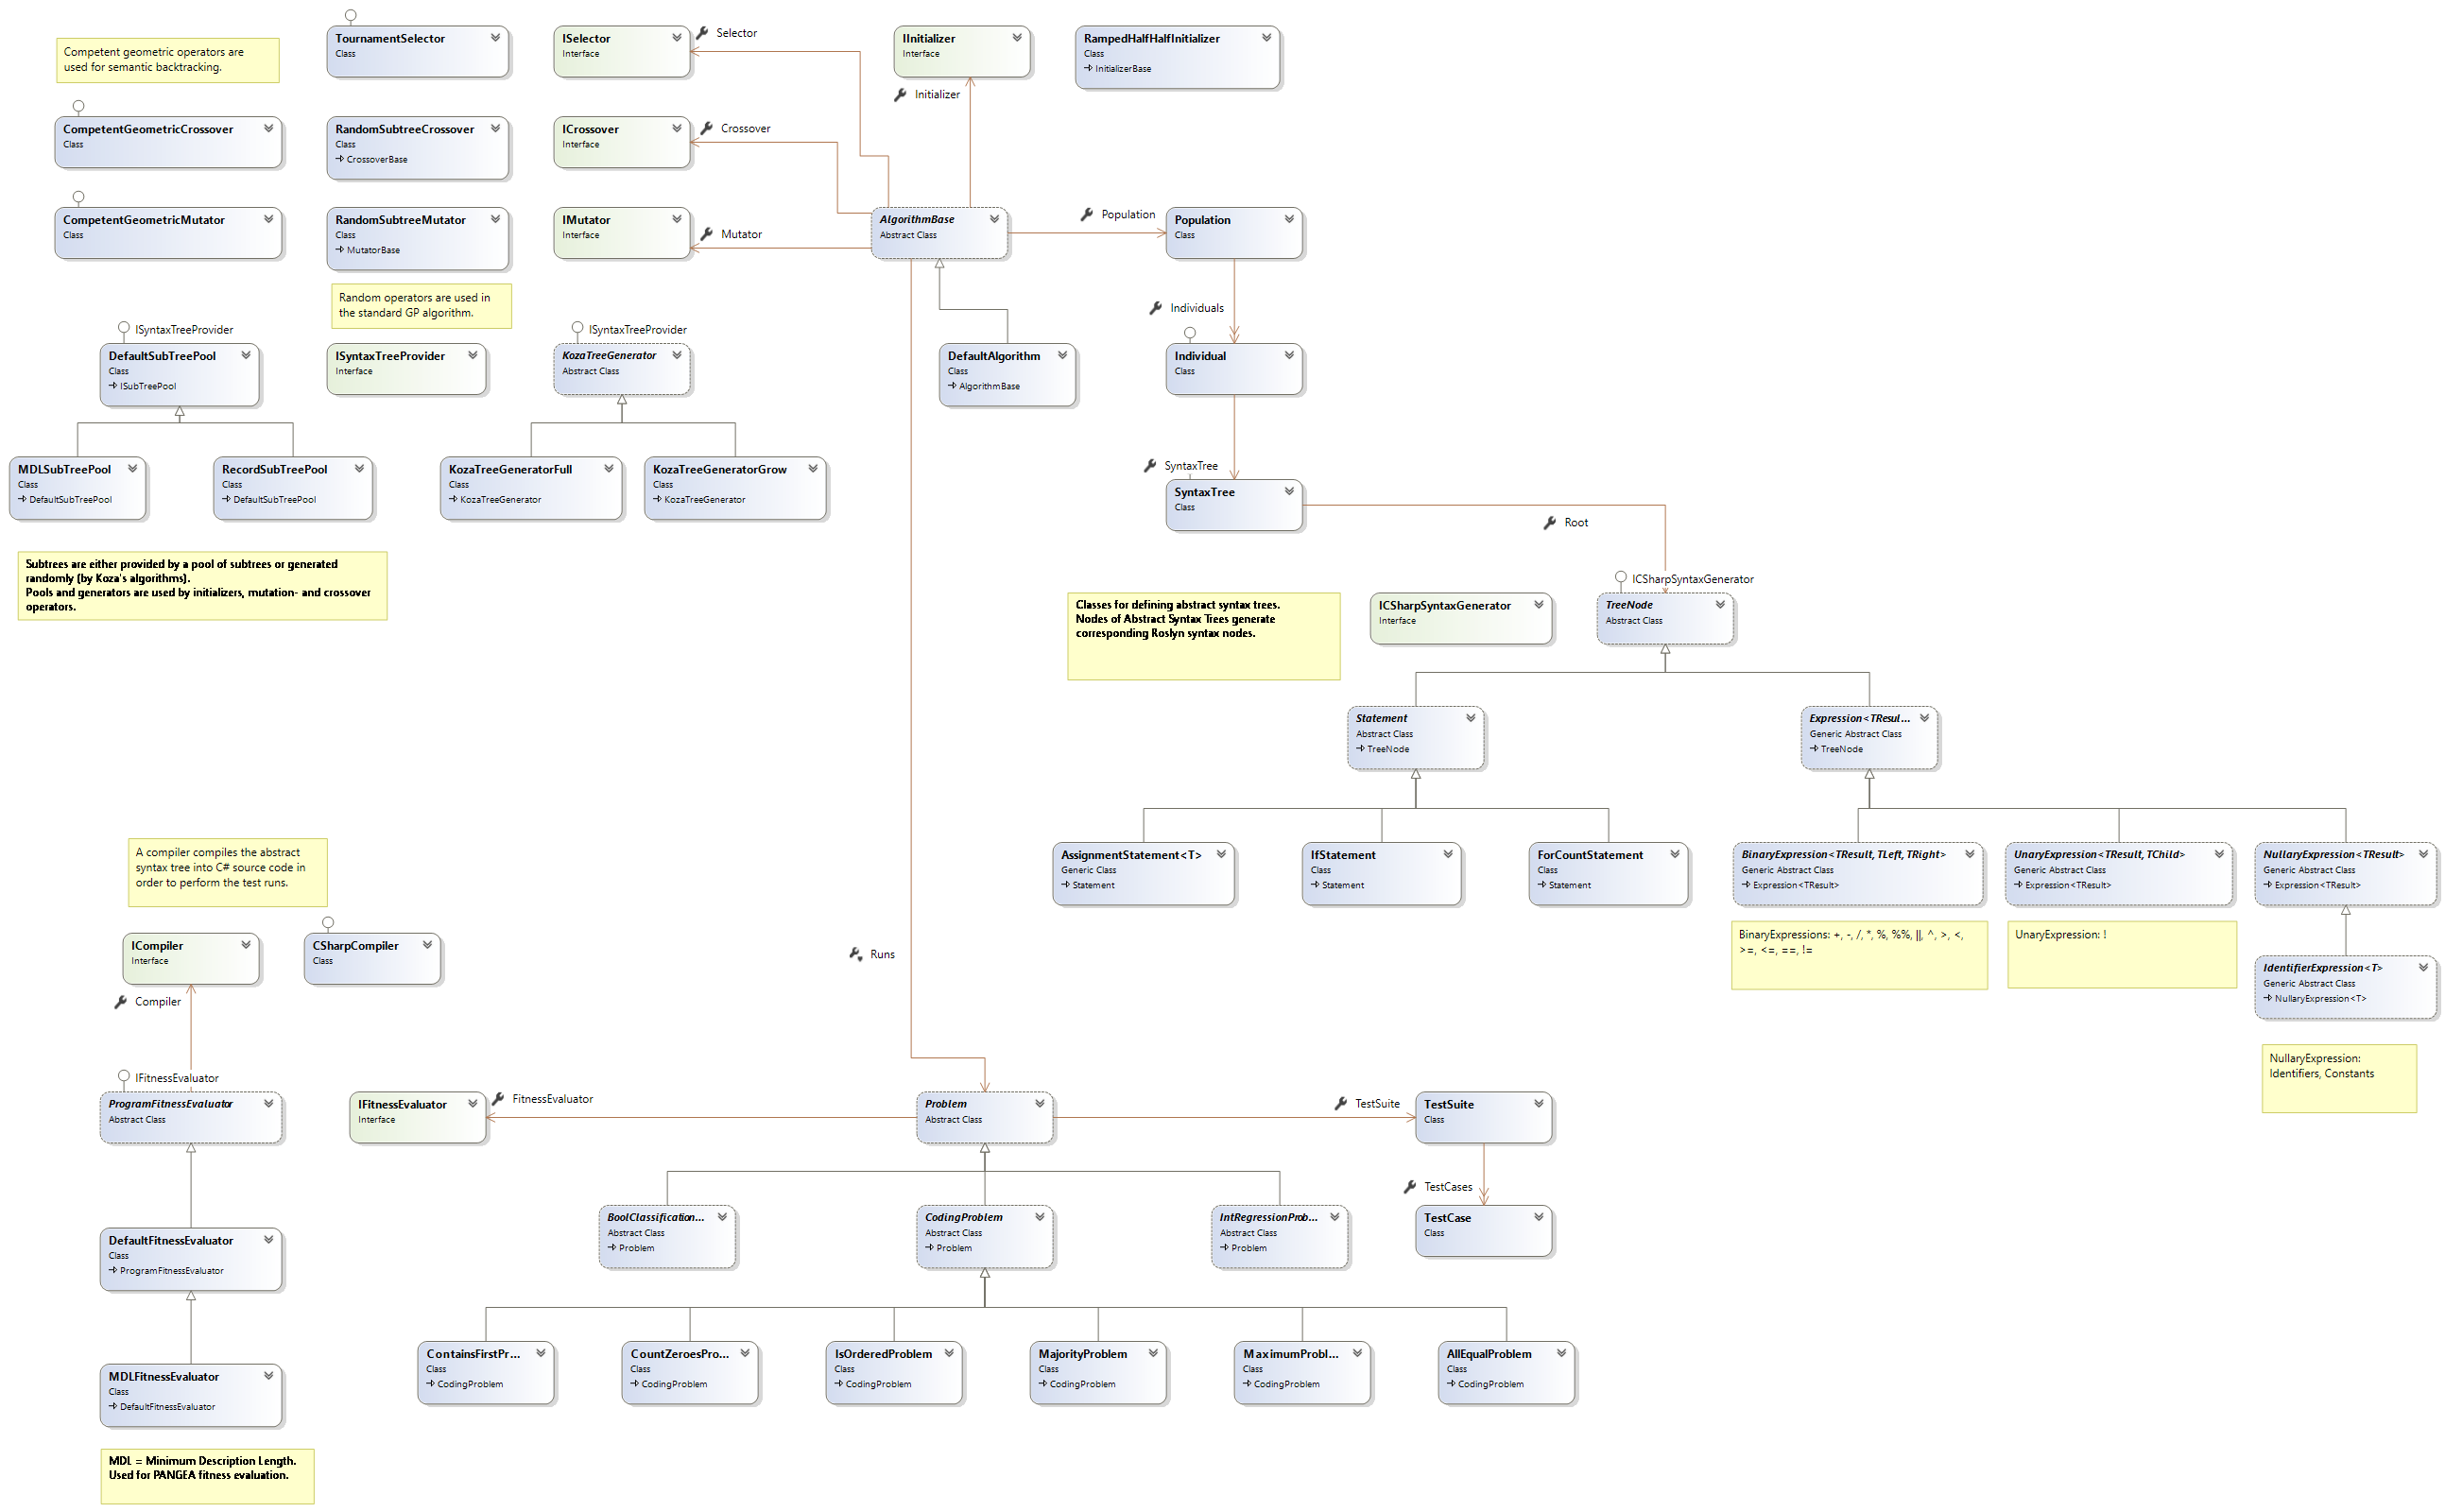 Competent geometric operators are
used for semantic backtracking.
TournamentSelector
Class
ISelector
Interface
Selector
IInitializer
Interface
Initializer
RampedHalfHalfInitializer
Class
InitializerBase
CompetentGeometricCrossover
Class
RandomSubtreeCrossover
Class
CrossoverBase
ICrossover
Interface
Crossover
CompetentGeometricMutator
Class
RandomSubtreeMutator
Class
MutatorBase
IMutator
Interface
Mutator
AlgorithmBase
Abstract Class
Population
Population
Class
Random operators are used in
the standard GP algorithm.
Individuals
ISyntaxTreeProvider
DefaultSubTreePool
Class
ISubTreePool
ISyntaxTreeProvider
Interface
ISyntaxTreeProvider
KozaTreeGenerator
Abstract Class
DefaultAlgorithm
Class
AlgorithmBase
Individual
Class
MDLSubTreePool
Class
DefaultSubTreePool
RecordSubTreePool
Class
DefaultSubTreePool
KozaTreeGeneratorFull
Class
KozaTreeGenerator
KozaTreeGeneratorGrow
Class
KozaTreeGenerator
SyntaxTree
SyntaxTree
Class
Root
Subtrees are either provided by a pool of subtrees or generated
randomly (by Koza's algorithms).
Pools and generators are used by initializers, mutation- and crossover
operators.
Classes for defining abstract syntax trees.
Nodes of Abstract Syntax Trees generate
corresponding Roslyn syntax nodes.
ICSharpSyntaxGenerator
Interface
ICSharpSyntaxGenerator
TreeNode
Abstract Class
Statement
Abstract Class
TreeNode
Expression<TResul...
Generic Abstract Class
TreeNode
AssignmentStatement<T>
Generic Class
Statement
IfStatement
Class
Statement
ForCountStatement
Class
Statement
BinaryExpression<TResult, TLeft, TRight>
Generic Abstract Class
Expression<TResult>
UnaryExpression<TResult, TChild>
Generic Abstract Class
Expression<TResult>
NullaryExpression<TResult>
Generic Abstract Class
Expression<TResult>
BinaryExpressions: +, -, /, *, %, %%, ||, ^, >, <,
>=, <=, ==, !=
UnaryExpression: !
IdentifierExpression<T>
Generic Abstract Class
NullaryExpression<T>
NullaryExpression:
Identifiers, Constants
A compiler compiles the abstract
syntax tree into C# source code in
order to perform the test runs.
ICompiler
Interface
CSharpCompiler
Class
Compiler
Runs
IFitnessEvaluator
ProgramFitnessEvaluator
Abstract Class
IFitnessEvaluator
Interface
FitnessEvaluator
Problem
Abstract Class
TestSuite
TestSuite
Class
TestCases
TestCase
Class
BoolClassification...
Abstract Class
Problem
CodingProblem
Abstract Class
Problem
IntRegressionProb...
Abstract Class
Problem
DefaultFitnessEvaluator
Class
ProgramFitnessEvaluator
ContainsFirstPr...
Class
CodingProblem
CountZeroesPro...
Class
CodingProblem
IsOrderedProblem
Class
CodingProblem
MajorityProblem
Class
CodingProblem
MaximumProbl...
Class
CodingProblem
AllEqualProblem
Class
CodingProblem
MDLFitnessEvaluator
Class
DefaultFitnessEvaluator
MDL = Minimum Description Length.
Used for PANGEA fitness evaluation.